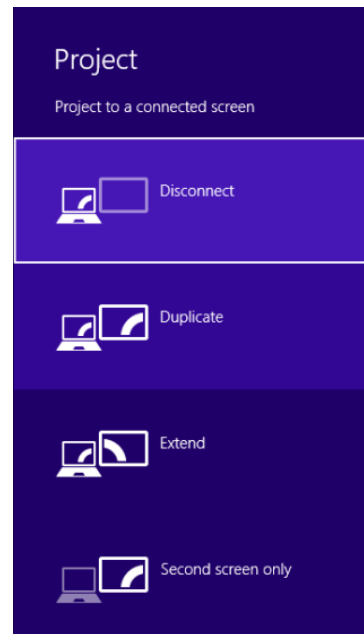 Project
Project to a connected screen
Disconnect
Duplicate
Extend
Second screen only